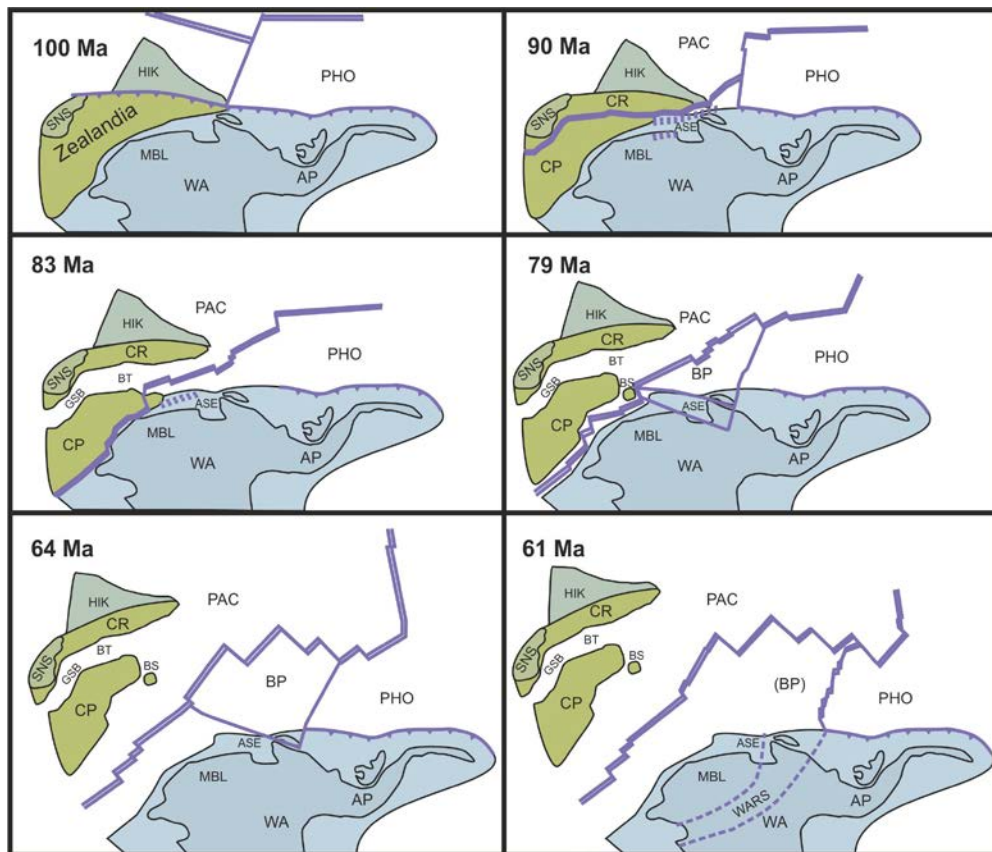 100 Ma
HIK
PHO
SNS
Zealandia
MBL
WA
AP
90 Ma
PAC
HIK
PHO
SNS
CR
ASE
CP
MBL
WA
AP
83 Ma
PAC
HIK
CR
PHO
SNS
BT
GSB
ASE
CP
MBL
WA
AP
79 Ma
PAC
HIK
CR
PHO
SNS
BT
BP
GSB
BS
ASE
CP
MBL
WA
AP
64 Ma
HIK
PAC
CR
BT
SNS
GSB
BS
BP
PHO
CP
ASE
MBL
AP
WA
61 Ma
HIK
PAC
CR
BT
SNS
GSB
BS
(BP)
PHO
CP
ASE
MBL
WARS
AP
WA